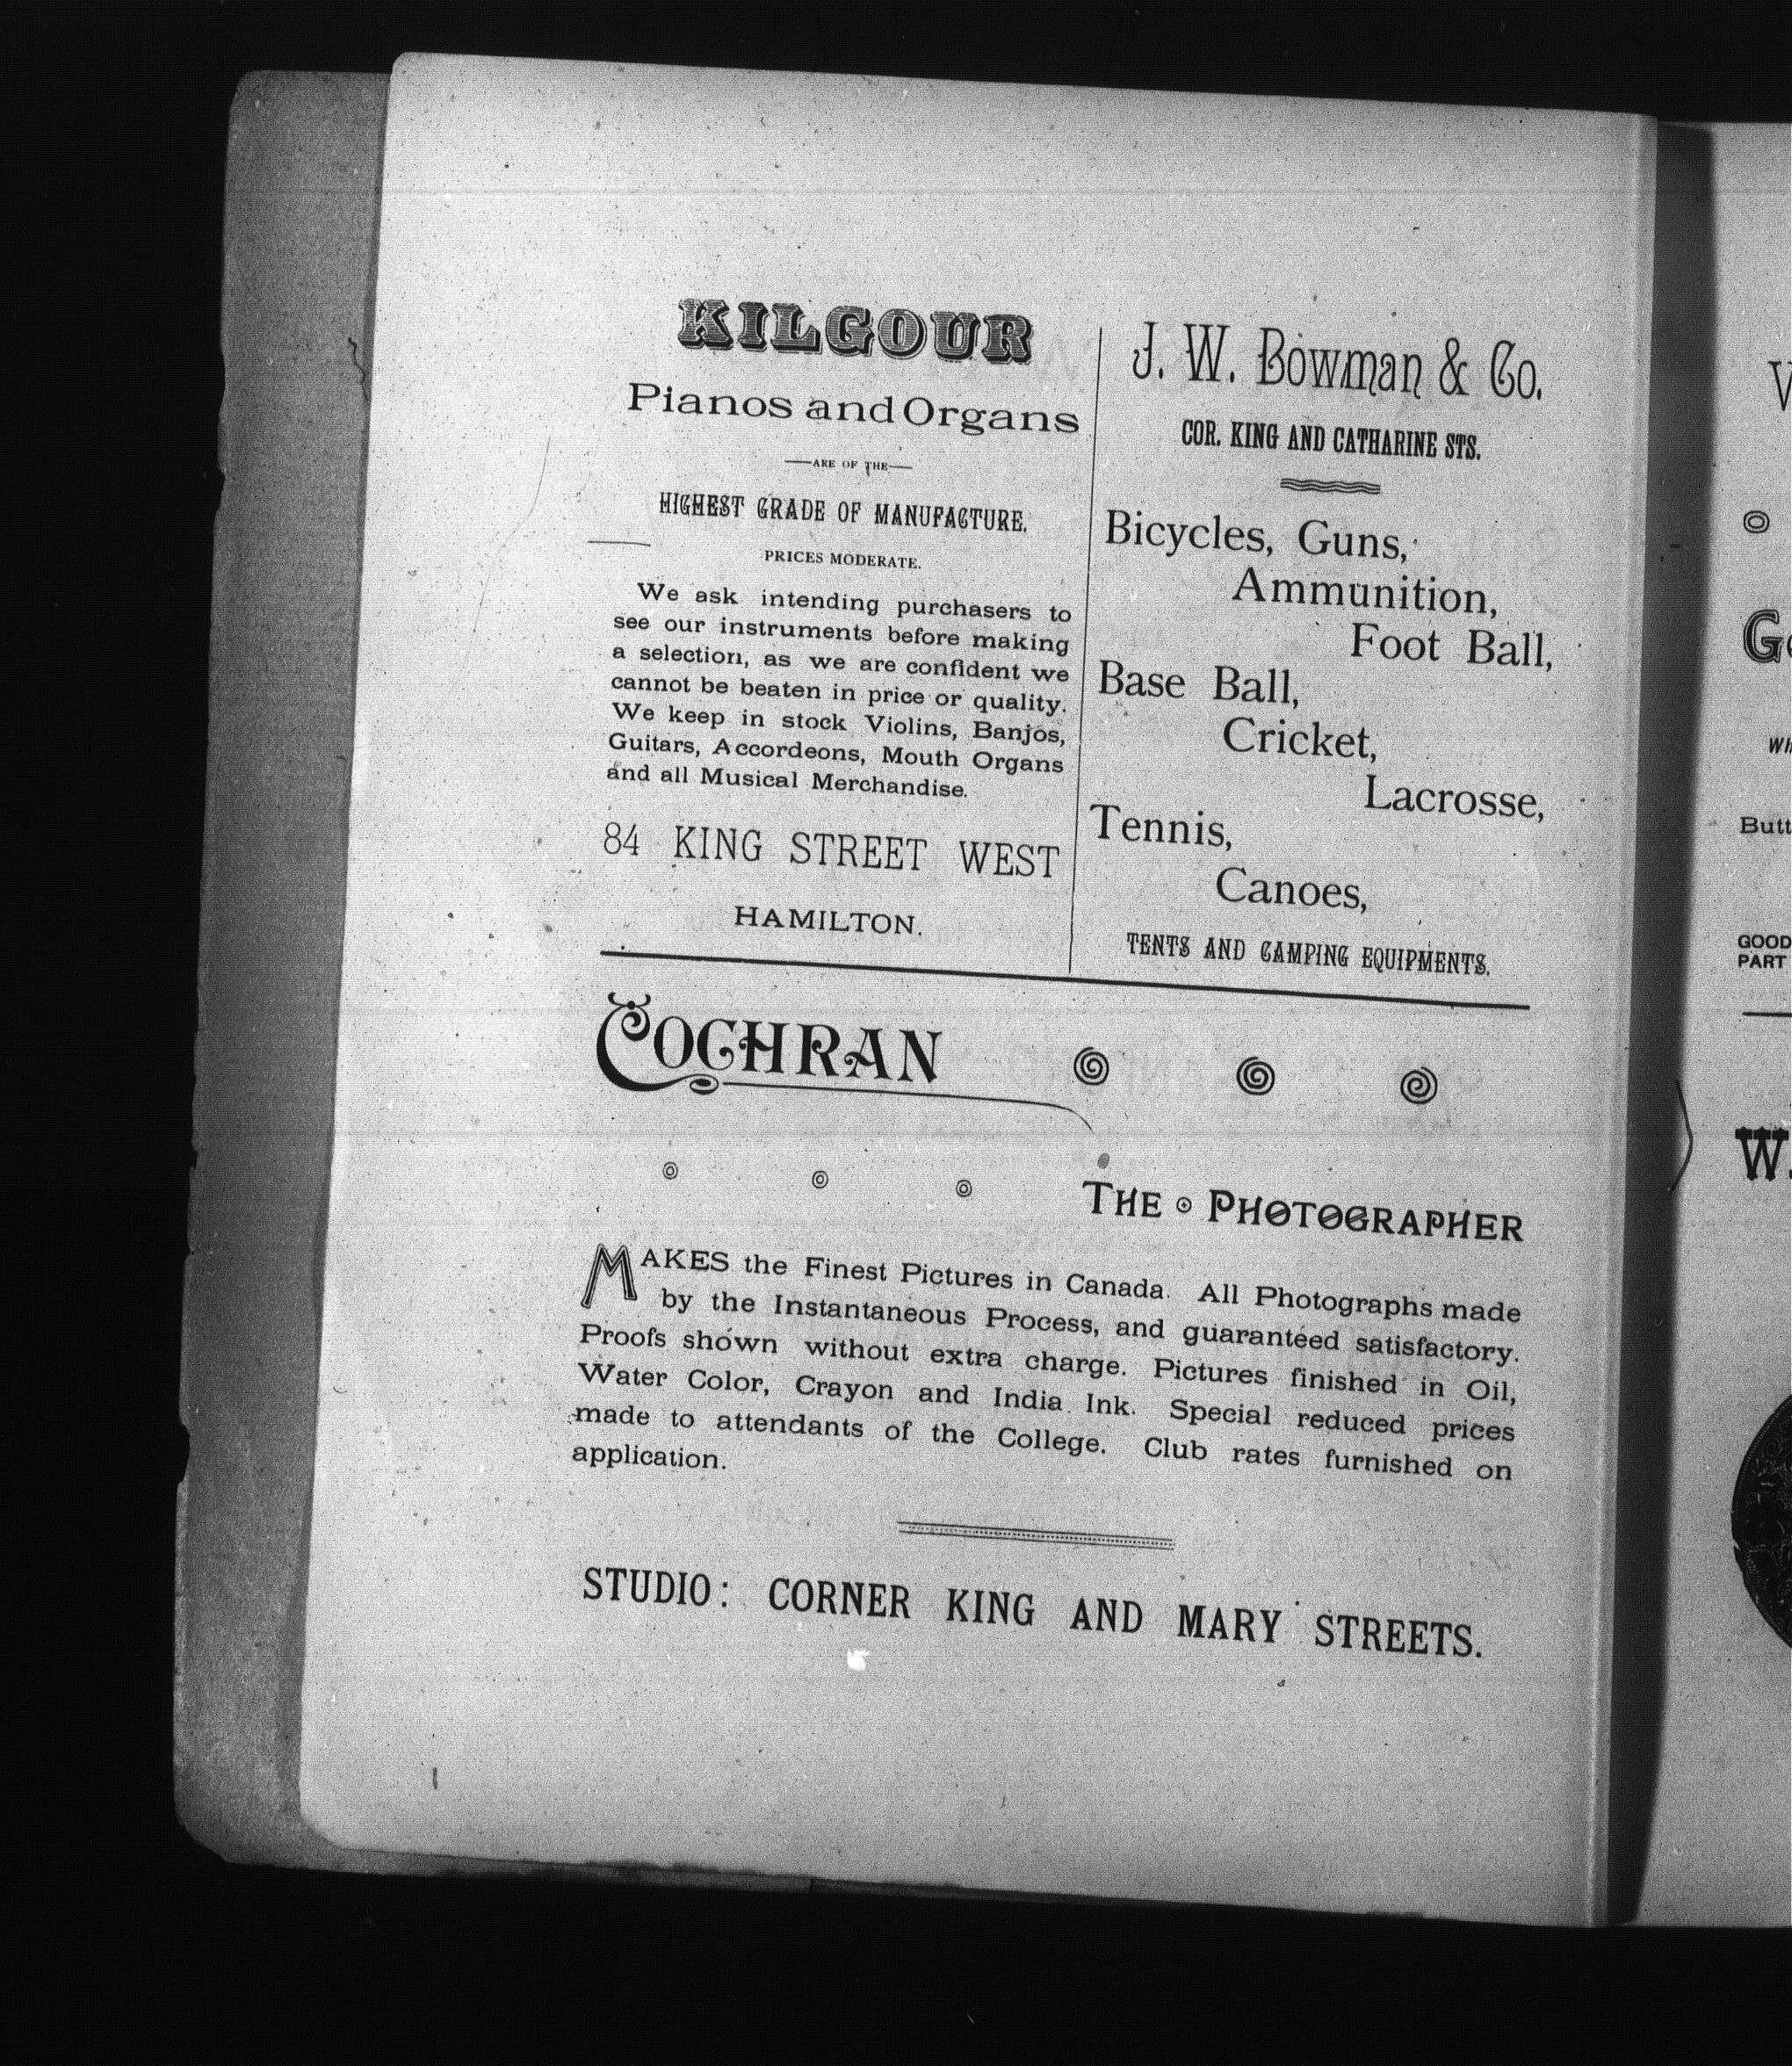 KILGOUR
Pianos and Organs
—ARE OF THE—
HIGHEST GRADE OF MANUFACTURE.
PRICES MODERATE.
We ask intending purchasers to
see our instruments before making
a selection, as we are confident we
cannot be beaten in price or quality.
We keep in stock Violins, Banjos,
Guitars, Accordeons, Mouth Organs
and all Musical Merchandise.
84 KING STREET WEST
HAMILTON.
J. W. Bowman & Co.
COR. KING AND CATHARINE STS.
Bicycles, Guns,
Ammunition,
Foot Ball,
Base Ball,
Cricket,
Lacrosse,
Tennis,
Canoes,
TENTS AND CAMPING EQUIPMENTS.
COCHRAN
THE PHOTOGRAPHER
MAKES the Finest Pictures in Canada. All Photographs made
by the Instantaneous Process, and guaranteed satisfactory.
Proofs shown without extra charge. Pictures finished in Oil,
Water Color, Crayon and India Ink. Special reduced prices
made to attendants of the College. Club rates furnished on
application.
STUDIO: CORNER KING AND MARY STREETS.
GOOD
PART
W.